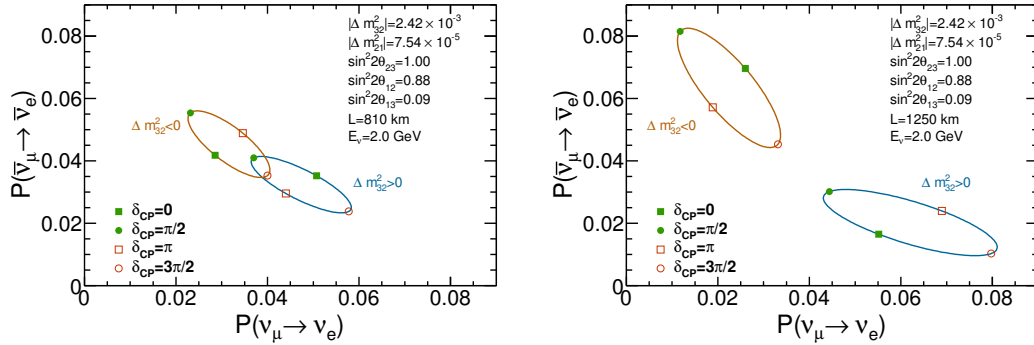 0.08
0.06
0.04
0.02
0
P(ν̅_μ → ν̅_e)
|Δ m²₃₂|=2.42 × 10⁻³
|Δ m²₂₁|=7.54 × 10⁻⁵
sin²2θ₂₃=1.00
sin²2θ₁₂=0.88
sin²2θ₁₃=0.09
L=810 km
E_ν=2.0 GeV
Δ m²₃₂<0
Δ m²₃₂>0
δ_CP=0
δ_CP=π/2
δ_CP=π
δ_CP=3π/2
0 0.02 0.04 0.06 0.08
P(ν_μ → ν_e)
0.08
0.06
0.04
0.02
0
P(ν̅_μ → ν̅_e)
|Δ m²₃₂|=2.42 × 10⁻³
|Δ m²₂₁|=7.54 × 10⁻⁵
sin²2θ₂₃=1.00
sin²2θ₁₂=0.88
sin²2θ₁₃=0.09
L=1250 km
E_ν=2.0 GeV
Δ m²₃₂<0
Δ m²₃₂>0
δ_CP=0
δ_CP=π/2
δ_CP=π
δ_CP=3π/2
0 0.02 0.04 0.06 0.08
P(ν_μ → ν_e)